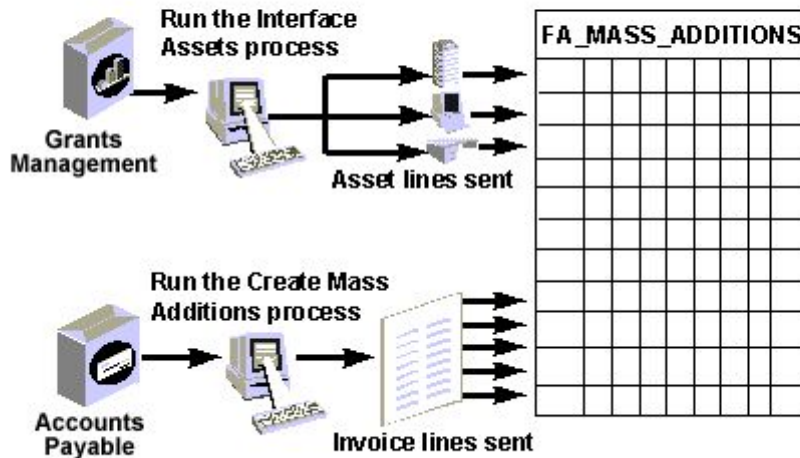 Run the Interface
Assets process
FA_MASS_ADDITIONS
Grants
Management
Asset lines sent
Run the Create Mass
Additions process
Accounts
Payable
Invoice lines sent